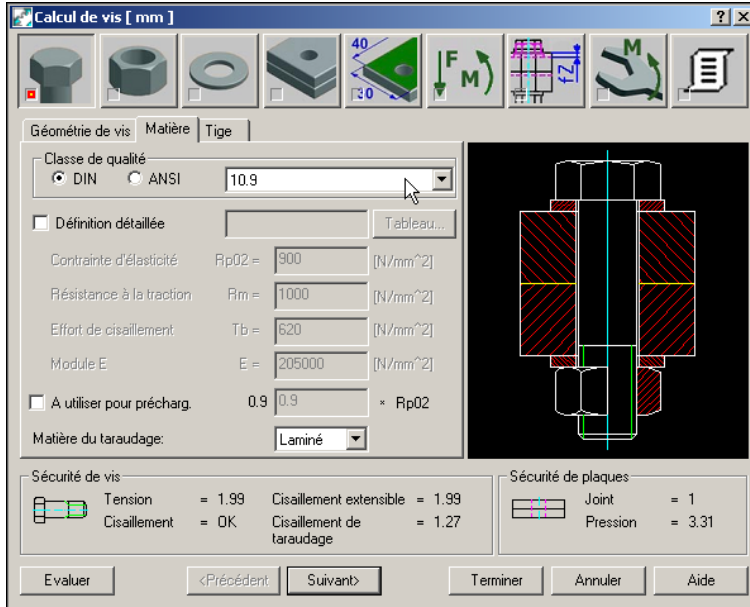 Calcul de vis [ mm ]
40
30
F
M
fZ
M
Géométrie de vis Matière Tige
Classe de qualité
DIN ANSI 10.9
Définition détaillée Tableau...
Contrainte d'élasticité Rp02 = 900 [N/mm^2]
Résistance à la traction Rm = 1000 [N/mm^2]
Effort de cisaillement Tb = 620 [N/mm^2]
Module E E = 205000 [N/mm^2]
A utiliser pour précharg. 0.9 0.9 × Rp02
Matière du taraudage: Laminé
Sécurité de vis
Tension = 1.99 Cisaillement extensible = 1.99
Cisaillement = OK Cisaillement de taraudage = 1.27
Sécurité de plaques
Joint = 1
Pression = 3.31
Evaluer <Précédent Suivant> Terminer Annuler Aide